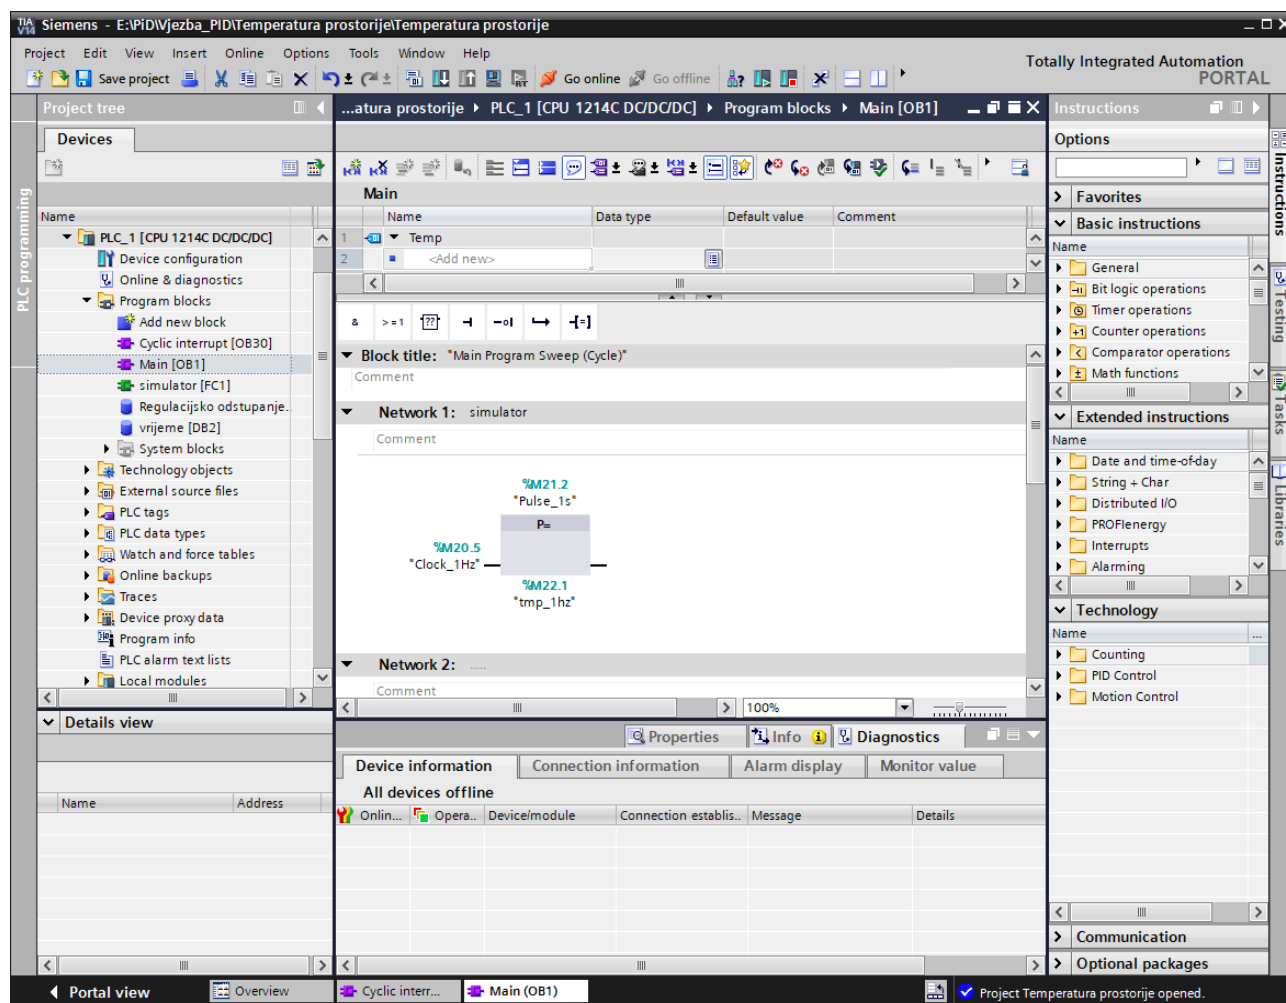 TIA V14 Siemens - E:\PiD\Vjezba_PID\Temperatura prostorije\Temperatura prostorije
Project Edit View Insert Online Options Tools Window Help
Totally Integrated Automation
PORTAL
Save project Go online Go offline
Project tree
Devices
PLC programming
Name
PLC_1 [CPU 1214C DC/DC/DC]
Device configuration
Online & diagnostics
Program blocks
Add new block
Cyclic interrupt [OB30]
Main [OB1]
simulator [FC1]
Regulacijsko odstupanje..
vrijeme [DB2]
System blocks
Technology objects
External source files
PLC tags
PLC data types
Watch and force tables
Online backups
Traces
Device proxy data
Program info
PLC alarm text lists
Local modules
Details view
Name Address
...atura prostorije PLC_1 [CPU 1214C DC/DC/DC] Program blocks Main [OB1]
Main
Name Data type Default value Comment
1 Temp
2 <Add new>
& >=1 ?? -[=]
Block title: "Main Program Sweep (Cycle)"
Comment
Network 1: simulator
Comment
%M21.2
"Pulse_1s"
P=
%M20.5
"Clock_1Hz"
%M22.1
"tmp_1hz"
Network 2: .....
Comment
100%
Properties Info Diagnostics
Device information Connection information Alarm display Monitor value
All devices offline
Onlin... Opera.. Device/module Connection establis.. Message Details
Instructions
Options
Favorites
Basic instructions
Name
General
Bit logic operations
Timer operations
Counter operations
Comparator operations
Math functions
Extended instructions
Name
Date and time-of-day
String + Char
Distributed I/O
PROFIenergy
Interrupts
Alarming
Technology
Name ...
Counting
PID Control
Motion Control
Communication
Optional packages
Instructions
Testing
Tasks
Libraries
Portal view Overview Cyclic interr... Main (OB1) Project Temperatura prostorije opened.